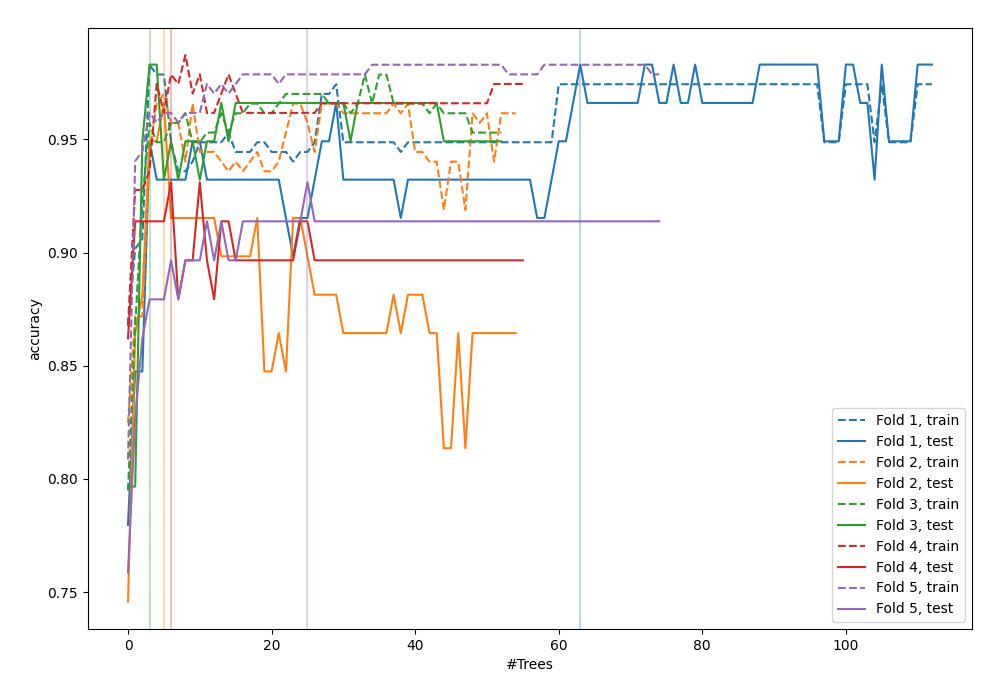 0.95
0.90
0.85
0.80
0.75
accuracy
0 20 40 60 80 100
#Trees
Fold 1, train
Fold 1, test
Fold 2, train
Fold 2, test
Fold 3, train
Fold 3, test
Fold 4, train
Fold 4, test
Fold 5, train
Fold 5, test